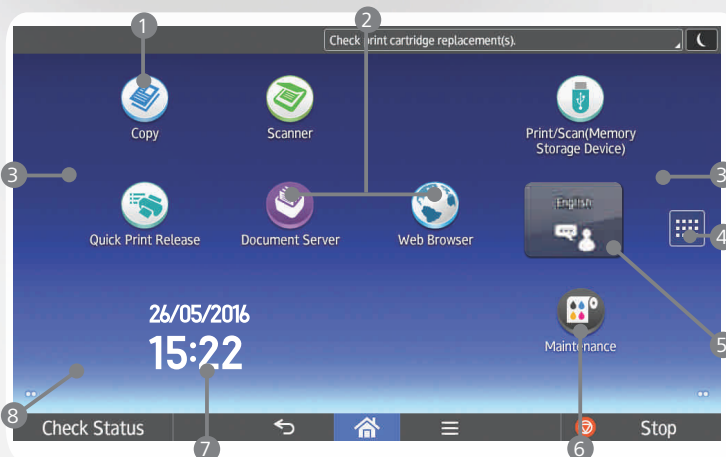 1
2
Check print cartridge replacement(s).
Copy
Scanner
Print/Scan(Memory
Storage Device)
3
3
Quick Print Release
Document Server
Web Browser
English
4
26/05/2016
15:22
Maintenance
5
8
Check Status
Stop
7
6